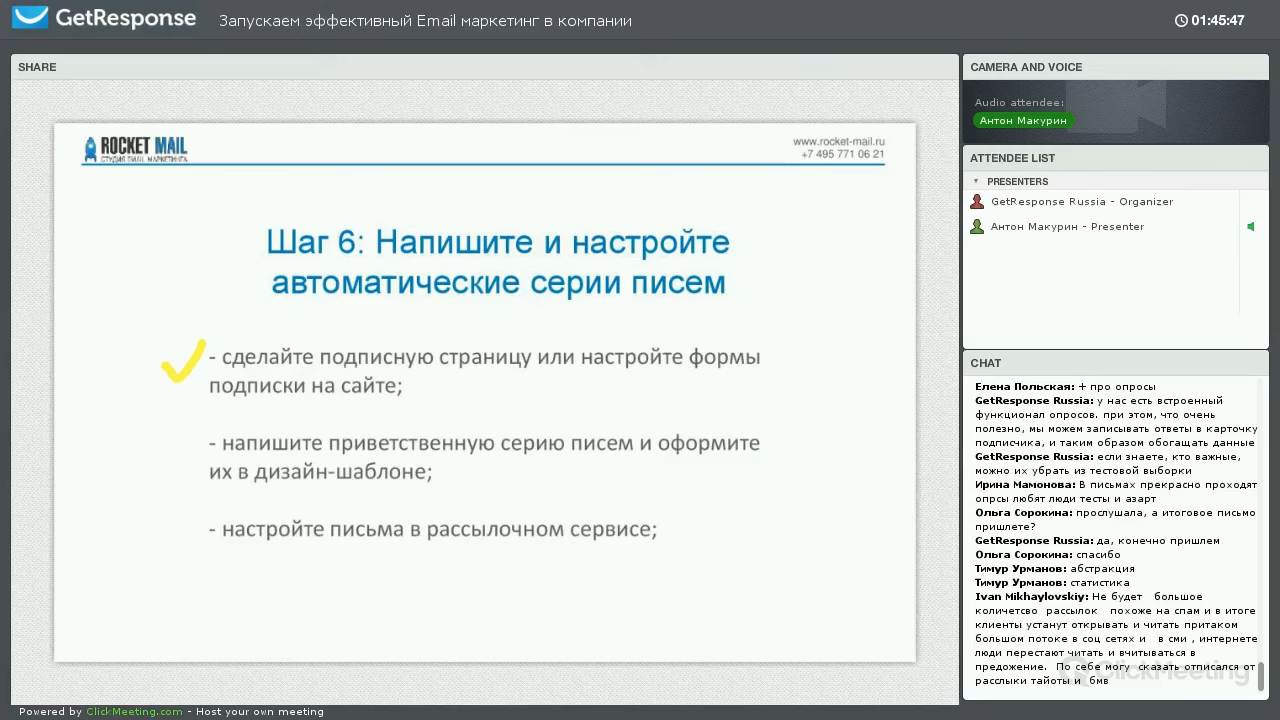 GetResponse
Запускаем эффективный Email маркетинг в компании
01:45:47
SHARE
ROCKET MAIL
СТУДИЯ EMAIL МАРКЕТИНГА
www.rocket-mail.ru
+7 495 771 06 21
Шаг 6: Напишите и настройте
автоматические серии писем
- сделайте подписную страницу или настройте формы
подписки на сайте;
- напишите приветственную серию писем и оформите
их в дизайн-шаблоне;
- настройте письма в рассылочном сервисе;
CAMERA AND VOICE
Audio attendee:
Антон Макурин
ATTENDEE LIST
PRESENTERS
GetResponse Russia - Organizer
Антон Макурин - Presenter
CHAT
Елена Польская: + про опросы
GetResponse Russia: у нас есть встроенный
функционал опросов. при этом, что очень
полезно, мы можем записывать ответы в карточку
подписчика, и таким образом обогащать данные
GetResponse Russia: если знаете, кто важные,
можно их убрать из тестовой выборки
Ирина Мамонова: В письмах прекрасно проходят
опрсы любят люди тесты и азарт
Ольга Сорокина: прослушала, а итоговое письмо
пришлете?
GetResponse Russia: да, конечно пришлем
Ольга Сорокина: спасибо
Тимур Урманов: абстракция
Тимур Урманов: статистика
Ivan Mikhaylovskiy: Не будет большое
количетсво рассылок похоже на спам и в итоге
клиенты устанут открывать и читать притаком
большом потоке в соц сетях и в сми , интернете
люди перестают читать и вчитываться в
предожение. По себе могу сказать отписался от
расслыки тайоты и бмв
ClickMeeting
Powered by ClickMeeting.com - Host your own meeting